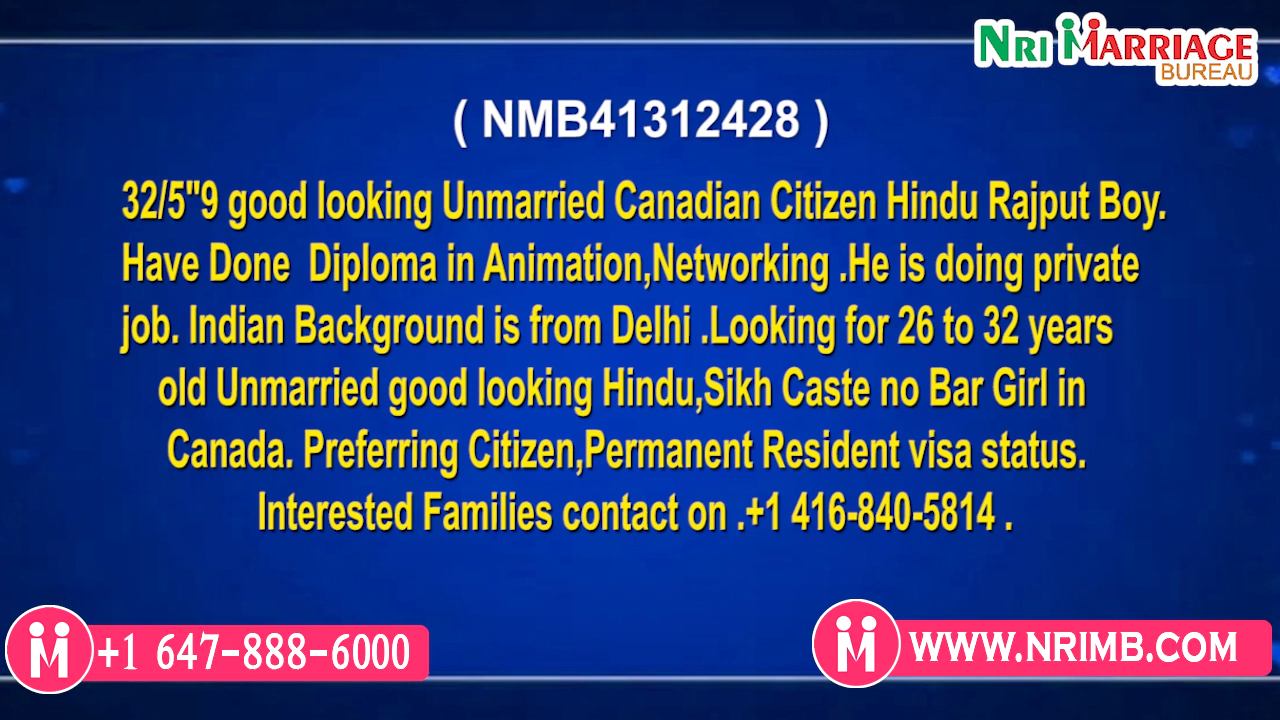 NRI MARRIAGE
BUREAU
( NMB41312428 )
32/5"9 good looking Unmarried Canadian Citizen Hindu Rajput Boy.
Have Done  Diploma in Animation,Networking .He is doing private
job. Indian Background is from Delhi .Looking for 26 to 32 years
old Unmarried good looking Hindu,Sikh Caste no Bar Girl in
Canada. Preferring Citizen,Permanent Resident visa status.
Interested Families contact on .+1 416-840-5814 .
+1 647-888-6000
WWW.NRIMB.COM